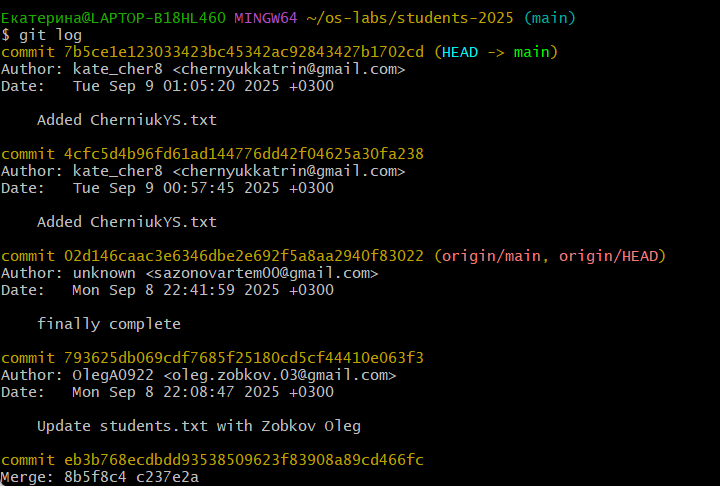 Екатерина@LAPTOP-B18HL460 MINGW64 ~/os-labs/students-2025 (main)
$ git log
commit 7b5ce1e123033423bc45342ac92843427b1702cd (HEAD -> main)
Author: kate_cher8 <chernyukkatrin@gmail.com>
Date:   Tue Sep 9 01:05:20 2025 +0300
    Added CherniukYS.txt
commit 4cfc5d4b96fd61ad144776dd42f04625a30fa238
Author: kate_cher8 <chernyukkatrin@gmail.com>
Date:   Tue Sep 9 00:57:45 2025 +0300
    Added CherniukYS.txt
commit 02d146caac3e6346dbe2e692f5a8aa2940f83022 (origin/main, origin/HEAD)
Author: unknown <sazonovartem00@gmail.com>
Date:   Mon Sep 8 22:41:59 2025 +0300
    finally complete
commit 793625db069cdf7685f25180cd5cf44410e063f3
Author: OlegA0922 <oleg.zobkov.03@gmail.com>
Date:   Mon Sep 8 22:08:47 2025 +0300
    Update students.txt with Zobkov Oleg
commit eb3b768ecdbdd93538509623f83908a89cd466fc
Merge: 8b5f8c4 c237e2a